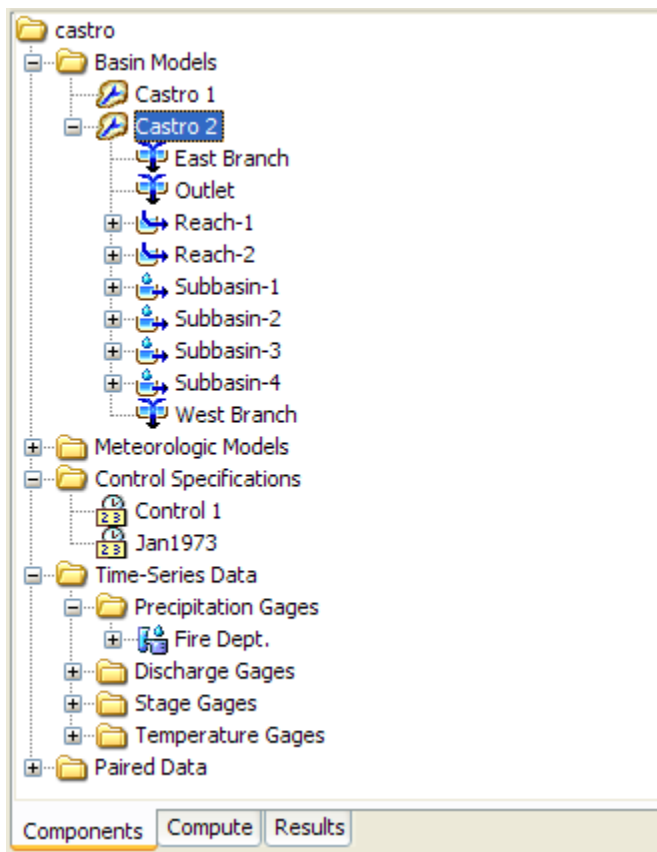 castro
Basin Models
Castro 1
Castro 2
East Branch
Outlet
Reach-1
Reach-2
Subbasin-1
Subbasin-2
Subbasin-3
Subbasin-4
West Branch
Meteorologic Models
Control Specifications
Control 1
Jan1973
Time-Series Data
Precipitation Gages
Fire Dept.
Discharge Gages
Stage Gages
Temperature Gages
Paired Data
Components Compute Results